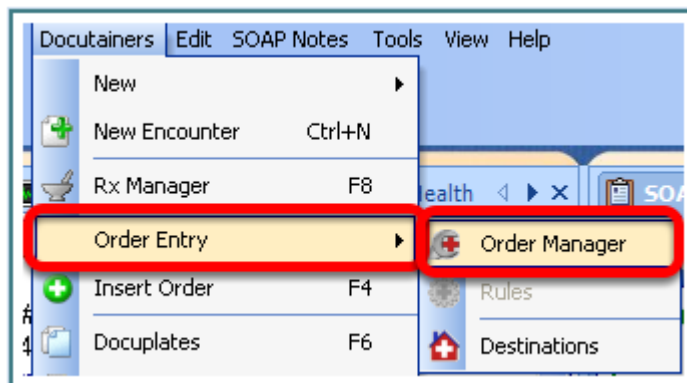 Docutainers Edit SOAP Notes Tools View Help
New
New Encounter Ctrl+N
Rx Manager F8
ealth
SOA
Order Entry
Order Manager
Insert Order F4
Rules
Docuplates F6
Destinations